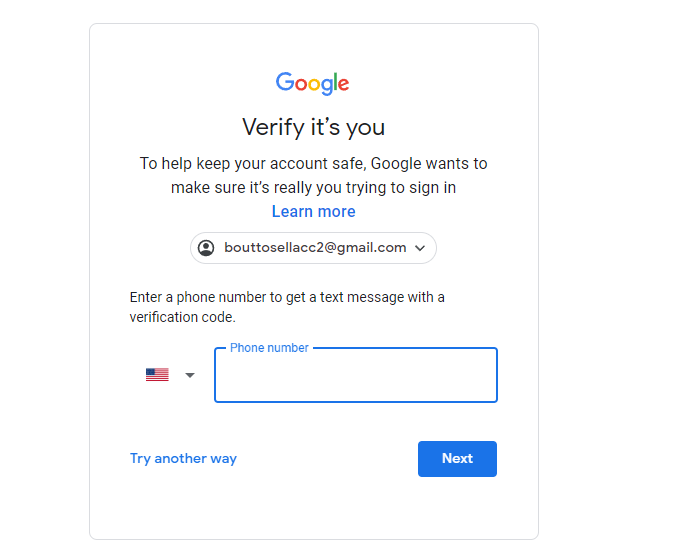 Google
Verify it’s you
To help keep your account safe, Google wants to
make sure it’s really you trying to sign in
Learn more
bouttosellacc2@gmail.com
Enter a phone number to get a text message with a
verification code.
Phone number
Try another way
Next